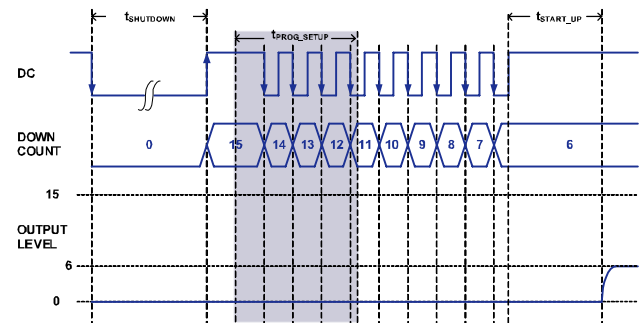 tSHUTDOWN
tSTART_UP
tPROG_SETUP
DC
DOWN
COUNT
0 15 14 13 12 11 10 9 8 7 6
15
OUTPUT
LEVEL
6
0